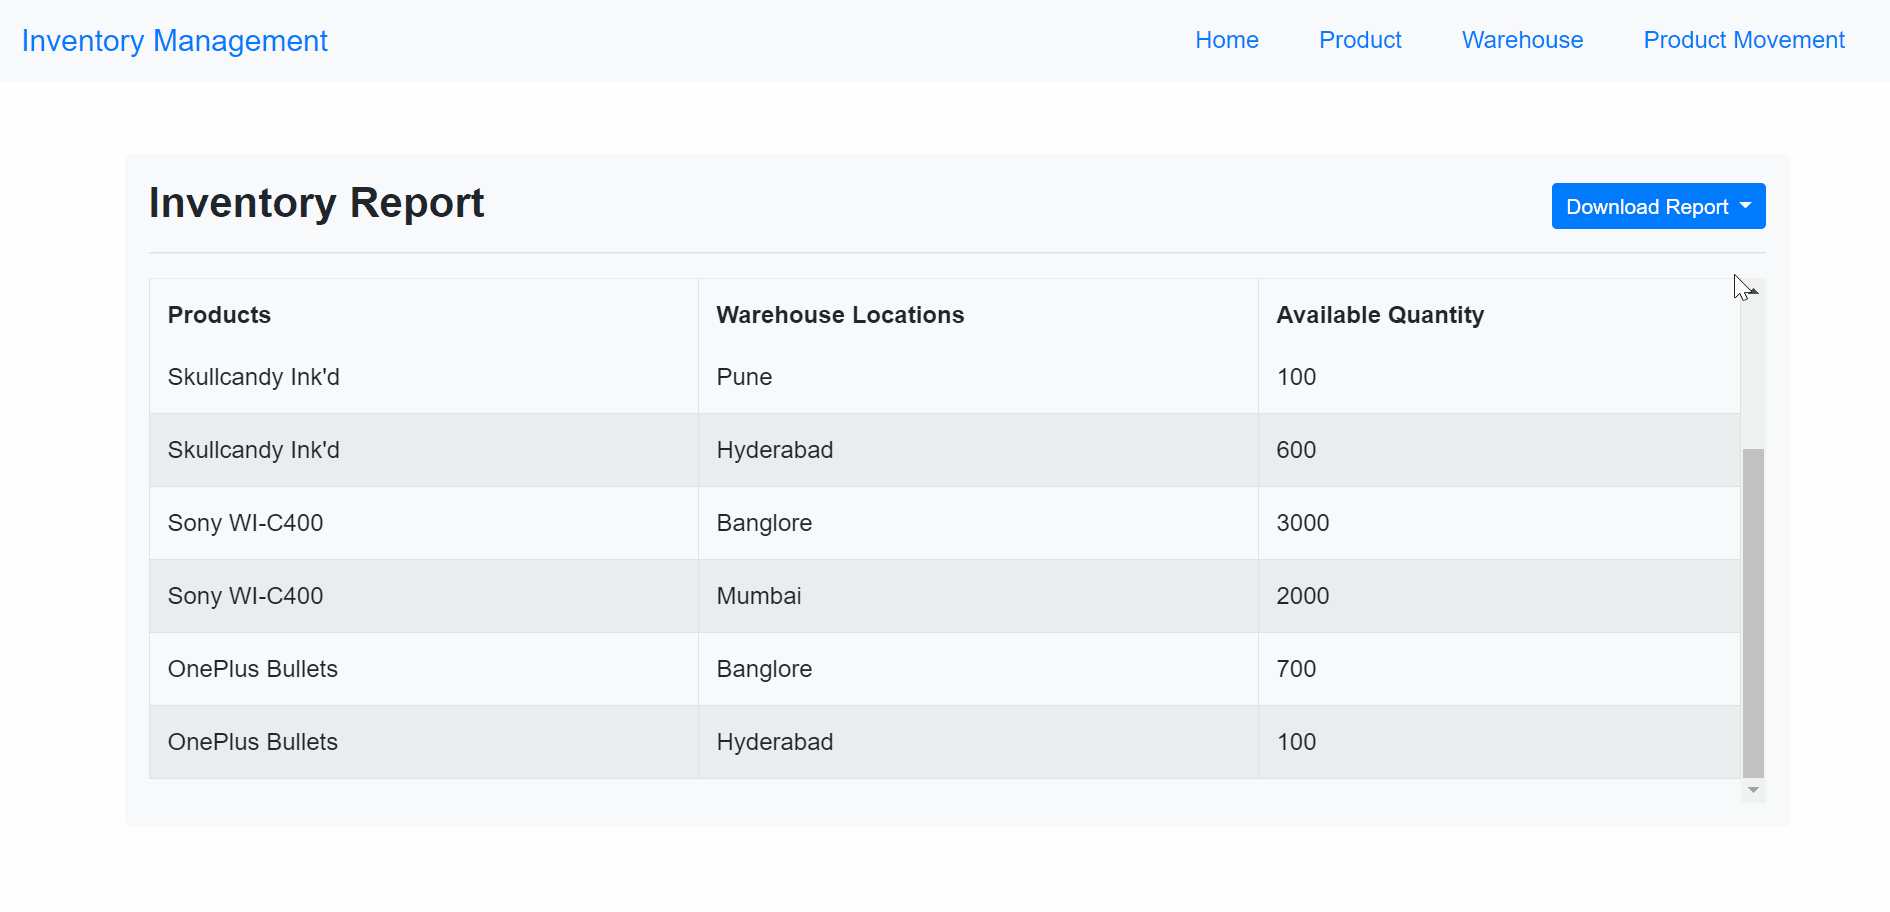 Inventory Management Home Product Warehouse Product Movement
Inventory Report Download Report
Products Warehouse Locations Available Quantity
Skullcandy Ink'd Pune 100
Skullcandy Ink'd Hyderabad 600
Sony WI-C400 Banglore 3000
Sony WI-C400 Mumbai 2000
OnePlus Bullets Banglore 700
OnePlus Bullets Hyderabad 100